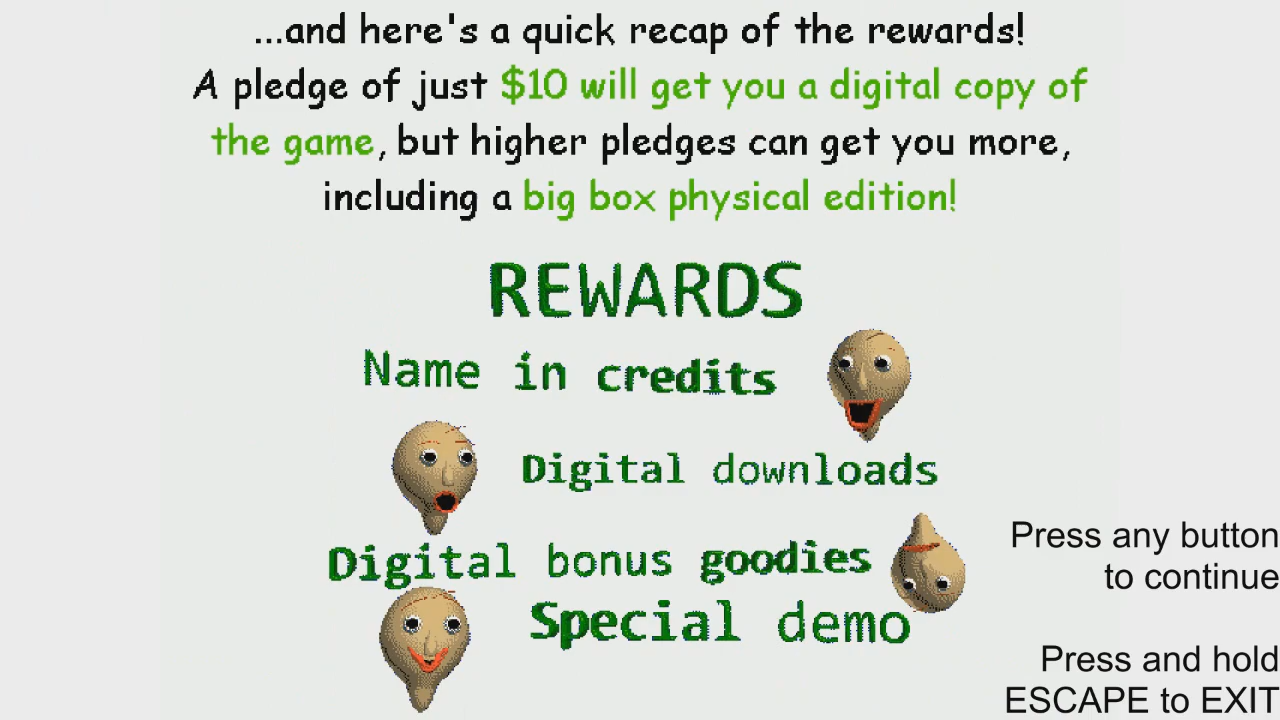 ...and here's a quick recap of the rewards!
A pledge of just $10 will get you a digital copy of
the game, but higher pledges can get you more,
including a big box physical edition!
REWARDS
Name in credits
Digital downloads
Digital bonus goodies
Special demo
Press any button
to continue
Press and hold
ESCAPE to EXIT